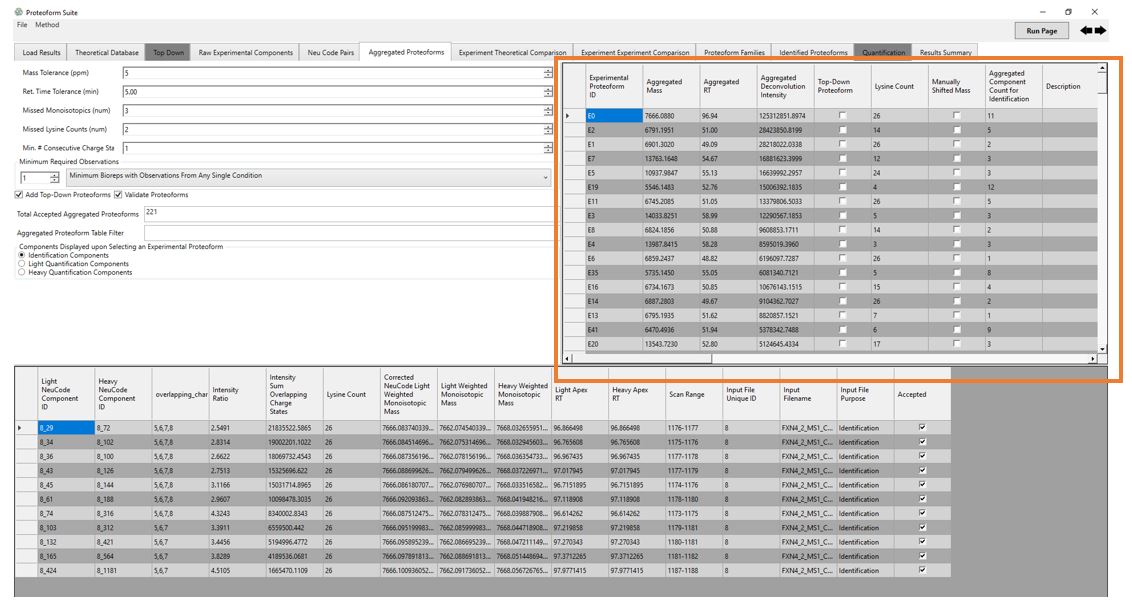 Proteoform Suite
File Method
Run Page
Load Results Theoretical Database Top Down Raw Experimental Components Neu Code Pairs Aggregated Proteoforms Experiment Theoretical Comparison Experiment Experiment Comparison Proteoform Families Identified Proteoforms Quantification Results Summary
Mass Tolerance (ppm) 5
Ret. Time Tolerance (min) 5.00
Missed Monoisotopics (num) 3
Missed Lysine Counts (num) 2
Min. # Consecutive Charge Sta 1
Minimum Required Observations
1 Minimum Bioreps with Observations From Any Single Condition
Add Top-Down Proteoforms Validate Proteoforms
Total Accepted Aggregated Proteoforms 221
Aggregated Proteoform Table Filter
Components Displayed upon Selecting an Experimental Proteoform
Identification Components
Light Quantification Components
Heavy Quantification Components
Experimental Proteoform ID Aggregated Mass Aggregated RT Aggregated Deconvolution Intensity Top-Down Proteoform Lysine Count Manually Shifted Mass Aggregated Component Count for Identification Description
E0 7666.0880 96.94 125312851.8974 26 11
E2 6791.1951 51.00 28423850.8199 14 5
E1 6901.3020 49.09 28218022.0338 26 2
E7 13763.1648 54.67 16881623.3999 12 3
E5 10937.9847 55.13 16639992.2957 24 3
E19 5546.1483 52.76 15006392.1835 4 12
E11 6745.2085 51.05 13379806.5033 26 5
E3 14033.8251 58.99 12290567.1853 5 3
E8 6824.1856 50.88 9608853.1711 14 2
E4 13987.8415 58.28 8595019.3960 3 3
E6 6859.2437 48.82 6196097.7287 26 1
E35 5735.1450 55.05 6081340.7121 5 8
E16 6734.1673 50.85 10676143.1515 15 4
E14 6887.2803 49.67 9104362.7027 26 2
E13 6795.1935 51.62 8820857.1521 7 1
E41 6470.4936 51.94 5378342.7488 6 9
E20 13543.7230 52.80 5124645.4334 17 3
Light NeuCode Component ID Heavy NeuCode Component ID overlapping_char Intensity Ratio Intensity Sum Overlapping Charge States Lysine Count Corrected NeuCode Light Weighted Monoisotopic Mass Light Weighted Monoisotopic Mass Heavy Weighted Monoisotopic Mass Light Apex RT Heavy Apex RT Scan Range Input File Unique ID Input Filename Input File Purpose Accepted
8_29 8_72 5,6,7,8 2.5491 21835522.5865 26 7666.083740339... 7662.074540339... 7668.032655951... 96.866498 96.866498 1176-1177 8 FXN4_2_MS1_C... Identification
8_34 8_102 5,6,7,8 2.8314 19002201.1022 26 7666.084514696... 7662.075314696... 7668.032945603... 96.765608 96.765608 1175-1176 8 FXN4_2_MS1_C... Identification
8_36 8_100 5,6,7,8 2.6622 18069732.4543 26 7666.087356196... 7662.078156196... 7668.036354733... 96.967435 96.967435 1177-1178 8 FXN4_2_MS1_C... Identification
8_43 8_126 5,6,7,8 2.7513 15325696.622 26 7666.088699626... 7662.079499626... 7668.037226971... 97.017945 97.017945 1177-1179 8 FXN4_2_MS1_C... Identification
8_45 8_144 5,6,7,8 3.1166 15031714.8965 26 7666.086180707... 7662.076980707... 7668.033516582... 96.7151895 96.7151895 1174-1176 8 FXN4_2_MS1_C... Identification
8_61 8_188 5,6,7,8 2.9607 10098478.3035 26 7666.092093863... 7662.082893863... 7668.041948216... 97.118908 97.118908 1178-1180 8 FXN4_2_MS1_C... Identification
8_74 8_316 5,6,7,8 4.3243 8340002.8343 26 7666.087512475... 7662.078312475... 7668.039887908... 96.614262 96.614262 1173-1175 8 FXN4_2_MS1_C... Identification
8_103 8_312 5,6,7 3.3911 6559500.442 26 7666.095199983... 7662.085999983... 7668.044718908... 97.219858 97.219858 1179-1181 8 FXN4_2_MS1_C... Identification
8_132 8_421 5,6,7 3.4456 5194996.4772 26 7666.095895239... 7662.086695239... 7668.047211149... 97.270343 97.270343 1180-1181 8 FXN4_2_MS1_C... Identification
8_165 8_564 5,6,7 3.8289 4189536.0681 26 7666.097891813... 7662.088691813... 7668.051448694... 97.3712265 97.3712265 1181-1182 8 FXN4_2_MS1_C... Identification
8_424 8_1181 5,6,7 4.5105 1665470.1109 26 7666.100936052... 7662.091736052... 7668.056726765... 97.9771415 97.9771415 1187-1188 8 FXN4_2_MS1_C... Identification